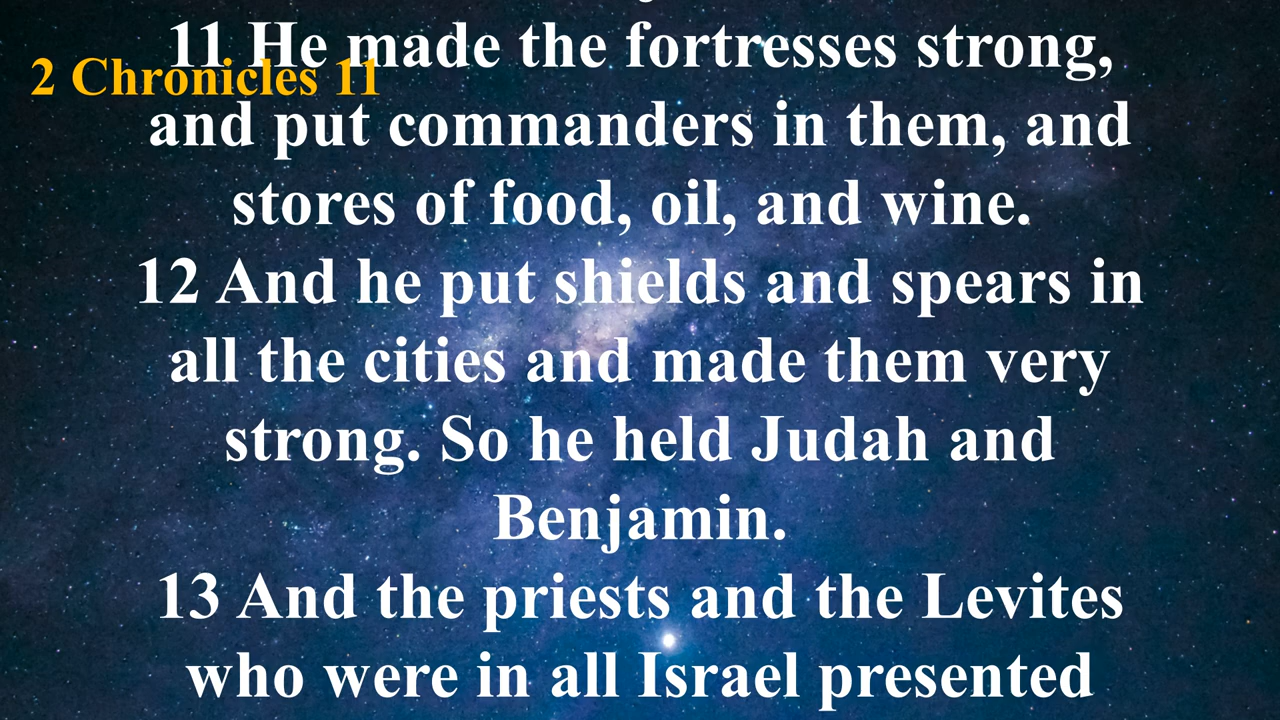 11 He made the fortresses strong,
2 Chronicles 11
and put commanders in them, and
stores of food, oil, and wine.
12 And he put shields and spears in
all the cities and made them very
strong. So he held Judah and
Benjamin.
13 And the priests and the Levites
who were in all Israel presented